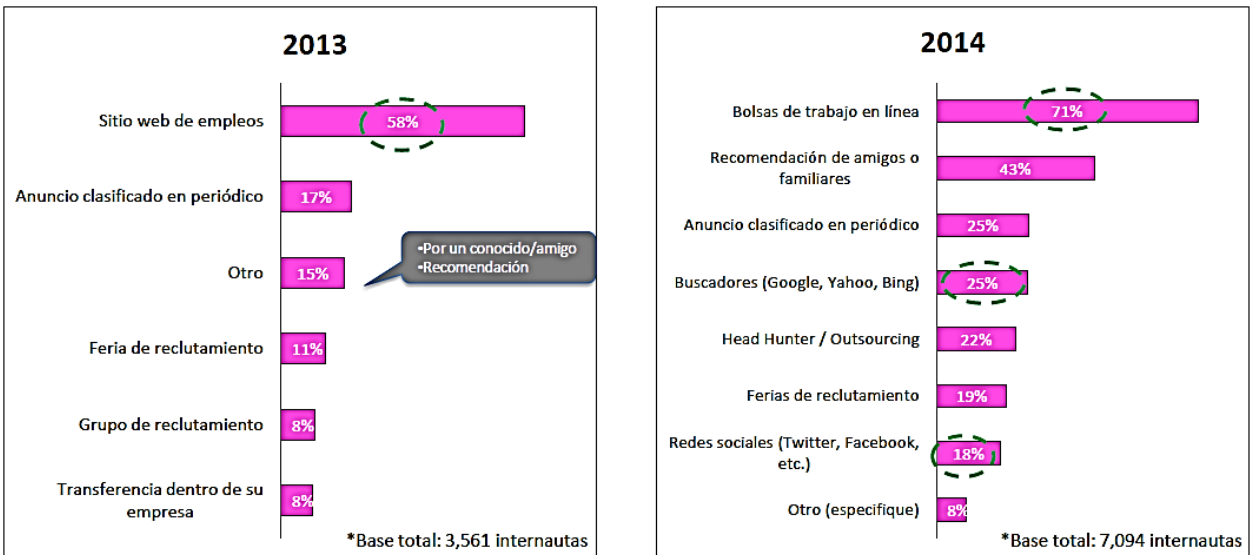 2013
Sitio web de empleos
58%
Anuncio clasificado en periódico
17%
Otro
15%
•Por un conocido/amigo
•Recomendación
Feria de reclutamiento
11%
Grupo de reclutamiento
8%
Transferencia dentro de su
empresa
8%
*Base total: 3,561 internautas
2014
Bolsas de trabajo en línea
71%
Recomendación de amigos o
familiares
43%
Anuncio clasificado en periódico
25%
Buscadores (Google, Yahoo, Bing)
25%
Head Hunter / Outsourcing
22%
Ferias de reclutamiento
19%
Redes sociales (Twitter, Facebook,
etc.)
18%
Otro (especifique)
8%
*Base total: 7,094 internautas